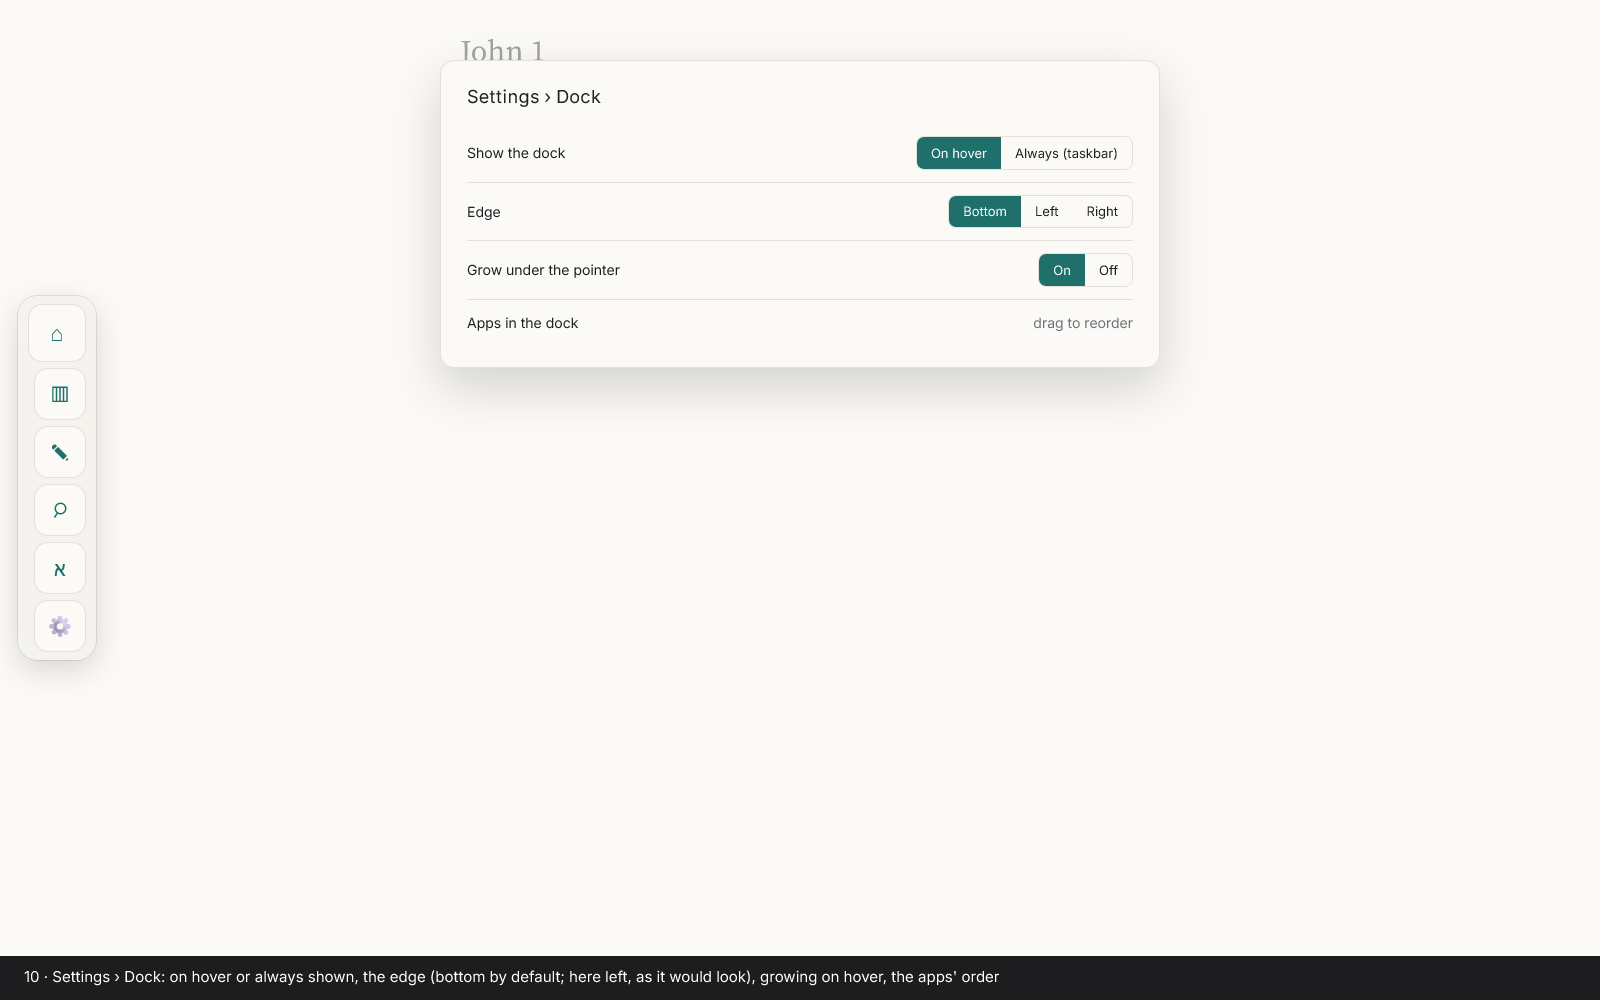 John 1
Settings › Dock
Show the dock
On hover
Always (taskbar)
Edge
Bottom
Left
Right
Grow under the pointer
On
Off
Apps in the dock
drag to reorder
א
10 · Settings › Dock: on hover or always shown, the edge (bottom by default; here left, as it would look), growing on hover, the apps' order